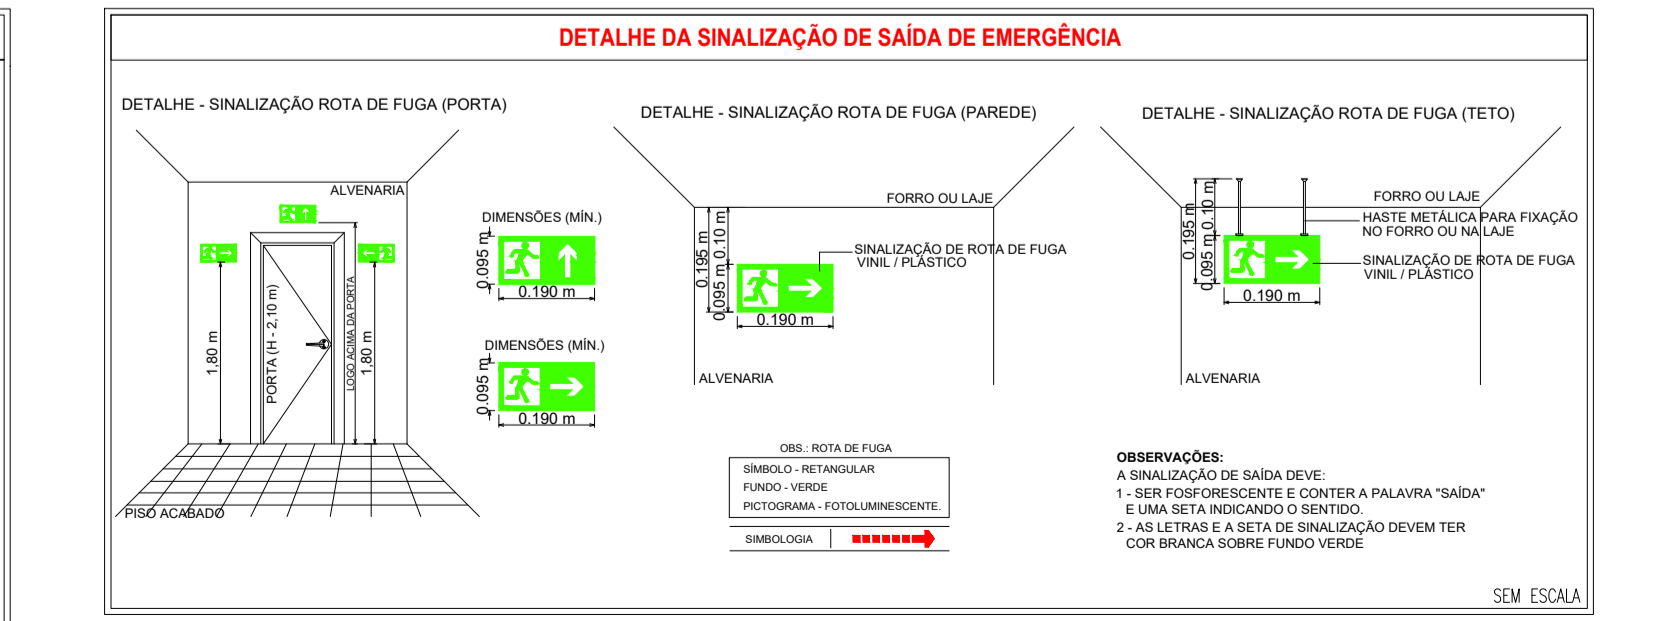 DETALHE DA SINALIZAÇÃO DE SAÍDA DE EMERGÊNCIA
DETALHE - SINALIZAÇÃO ROTA DE FUGA (PORTA)
ALVENARIA
1,80 m
PORTA (H - 2,10 m)
LOGO ACIMA DA PORTA
1,80 m
PISO ACABADO
DIMENSÕES (MÍN.)
0.095 m
0.190 m
DIMENSÕES (MÍN.)
0.095 m
0.190 m
DETALHE - SINALIZAÇÃO ROTA DE FUGA (PAREDE)
FORRO OU LAJE
0.195 m
0.10 m
0.095 m
0.190 m
SINALIZAÇÃO DE ROTA DE FUGA
VINIL / PLÁSTICO
ALVENARIA
OBS.: ROTA DE FUGA
SÍMBOLO - RETANGULAR
FUNDO - VERDE
PICTOGRAMA - FOTOLUMINESCENTE.
SIMBOLOGIA
DETALHE - SINALIZAÇÃO ROTA DE FUGA (TETO)
FORRO OU LAJE
0.195 m
0.10 m
0.095 m
0.190 m
HASTE METÁLICA PARA FIXAÇÃO
NO FORRO OU NA LAJE
SINALIZAÇÃO DE ROTA DE FUGA
VINIL / PLÁSTICO
ALVENARIA
OBSERVAÇÕES:
A SINALIZAÇÃO DE SAÍDA DEVE:
1 - SER FOSFORESCENTE E CONTER A PALAVRA "SAÍDA"
E UMA SETA INDICANDO O SENTIDO.
2 - AS LETRAS E A SETA DE SINALIZAÇÃO DEVEM TER
COR BRANCA SOBRE FUNDO VERDE
SEM ESCALA